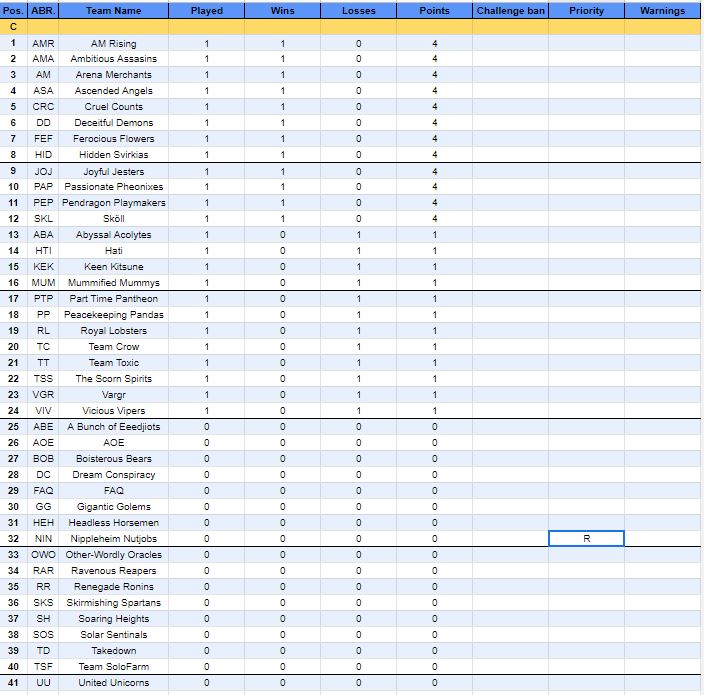 Pos. ABR. Team Name Played Wins Losses Points Challenge ban Priority Warnings
C
1 AMR AM Rising 1 1 0 4
2 AMA Ambitious Assasins 1 1 0 4
3 AM Arena Merchants 1 1 0 4
4 ASA Ascended Angels 1 1 0 4
5 CRC Cruel Counts 1 1 0 4
6 DD Deceitful Demons 1 1 0 4
7 FEF Ferocious Flowers 1 1 0 4
8 HID Hidden Svirkias 1 1 0 4
9 JOJ Joyful Jesters 1 1 0 4
10 PAP Passionate Pheonixes 1 1 0 4
11 PEP Pendragon Playmakers 1 1 0 4
12 SKL Sköll 1 1 0 4
13 ABA Abyssal Acolytes 1 0 1 1
14 HTI Hati 1 0 1 1
15 KEK Keen Kitsune 1 0 1 1
16 MUM Mummified Mummys 1 0 1 1
17 PTP Part Time Pantheon 1 0 1 1
18 PP Peacekeeping Pandas 1 0 1 1
19 RL Royal Lobsters 1 0 1 1
20 TC Team Crow 1 0 1 1
21 TT Team Toxic 1 0 1 1
22 TSS The Scorn Spirits 1 0 1 1
23 VGR Vargr 1 0 1 1
24 VIV Vicious Vipers 1 0 1 1
25 ABE A Bunch of Eeedjiots 0 0 0 0
26 AOE AOE 0 0 0 0
27 BOB Boisterous Bears 0 0 0 0
28 DC Dream Conspiracy 0 0 0 0
29 FAQ FAQ 0 0 0 0
30 GG Gigantic Golems 0 0 0 0
31 HEH Headless Horsemen 0 0 0 0
32 NIN Nippleheim Nutjobs 0 0 0 0 R
33 OWO Other-Wordly Oracles 0 0 0 0
34 RAR Ravenous Reapers 0 0 0 0
35 RR Renegade Ronins 0 0 0 0
36 SKS Skirmishing Spartans 0 0 0 0
37 SH Soaring Heights 0 0 0 0
38 SOS Solar Sentinals 0 0 0 0
39 TD Takedown 0 0 0 0
40 TSF Team SoloFarm 0 0 0 0
41 UU United Unicorns 0 0 0 0